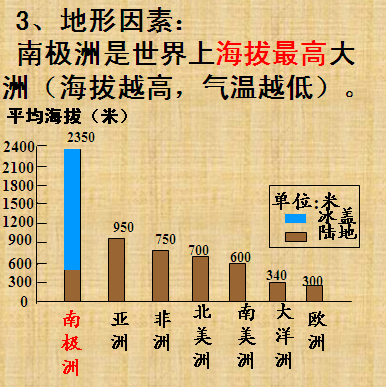 3、地形因素:
南极洲是世界上海拔最高大
洲（海拔越高，气温越低）。
平均海拔（米）
2350
2400
2100
1800
1500
1200
900
600
300
0
950
750
700
600
340
300
单位:米
冰盖
陆地
南极洲
亚洲
非洲
北美洲
南美洲
大洋洲
欧洲